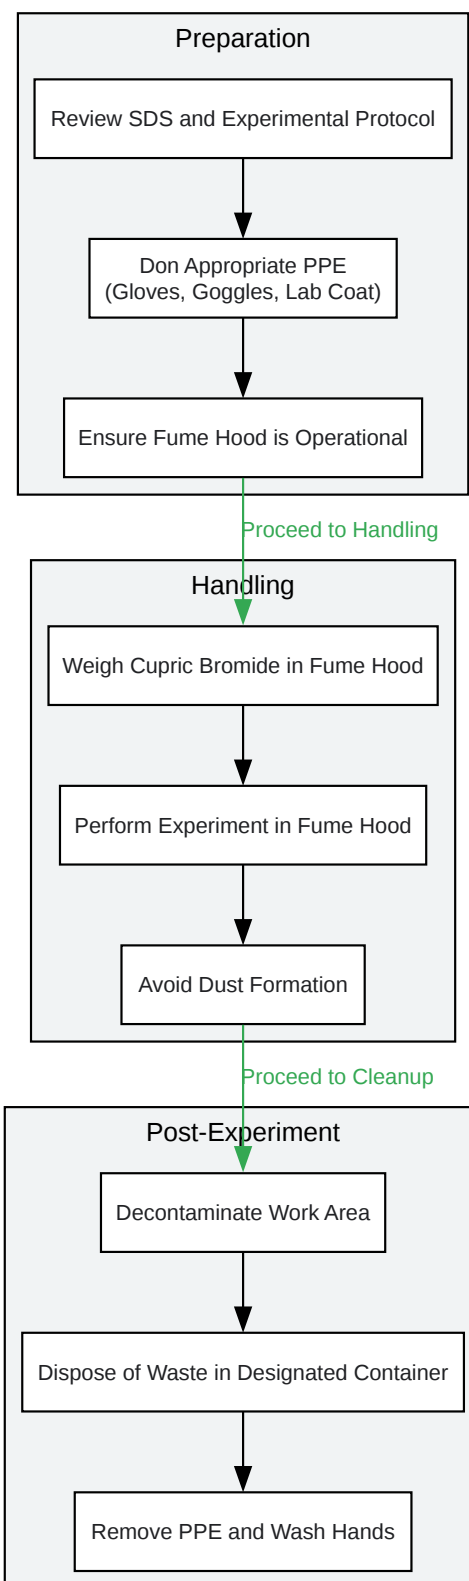 Preparation
Review SDS and Experimental Protocol
Don Appropriate PPE
(Gloves, Goggles, Lab Coat)
Ensure Fume Hood is Operational
Proceed to Handling
Handling
Weigh Cupric Bromide in Fume Hood
Perform Experiment in Fume Hood
Avoid Dust Formation
Proceed to Cleanup
Post-Experiment
Decontaminate Work Area
Dispose of Waste in Designated Container
Remove PPE and Wash Hands